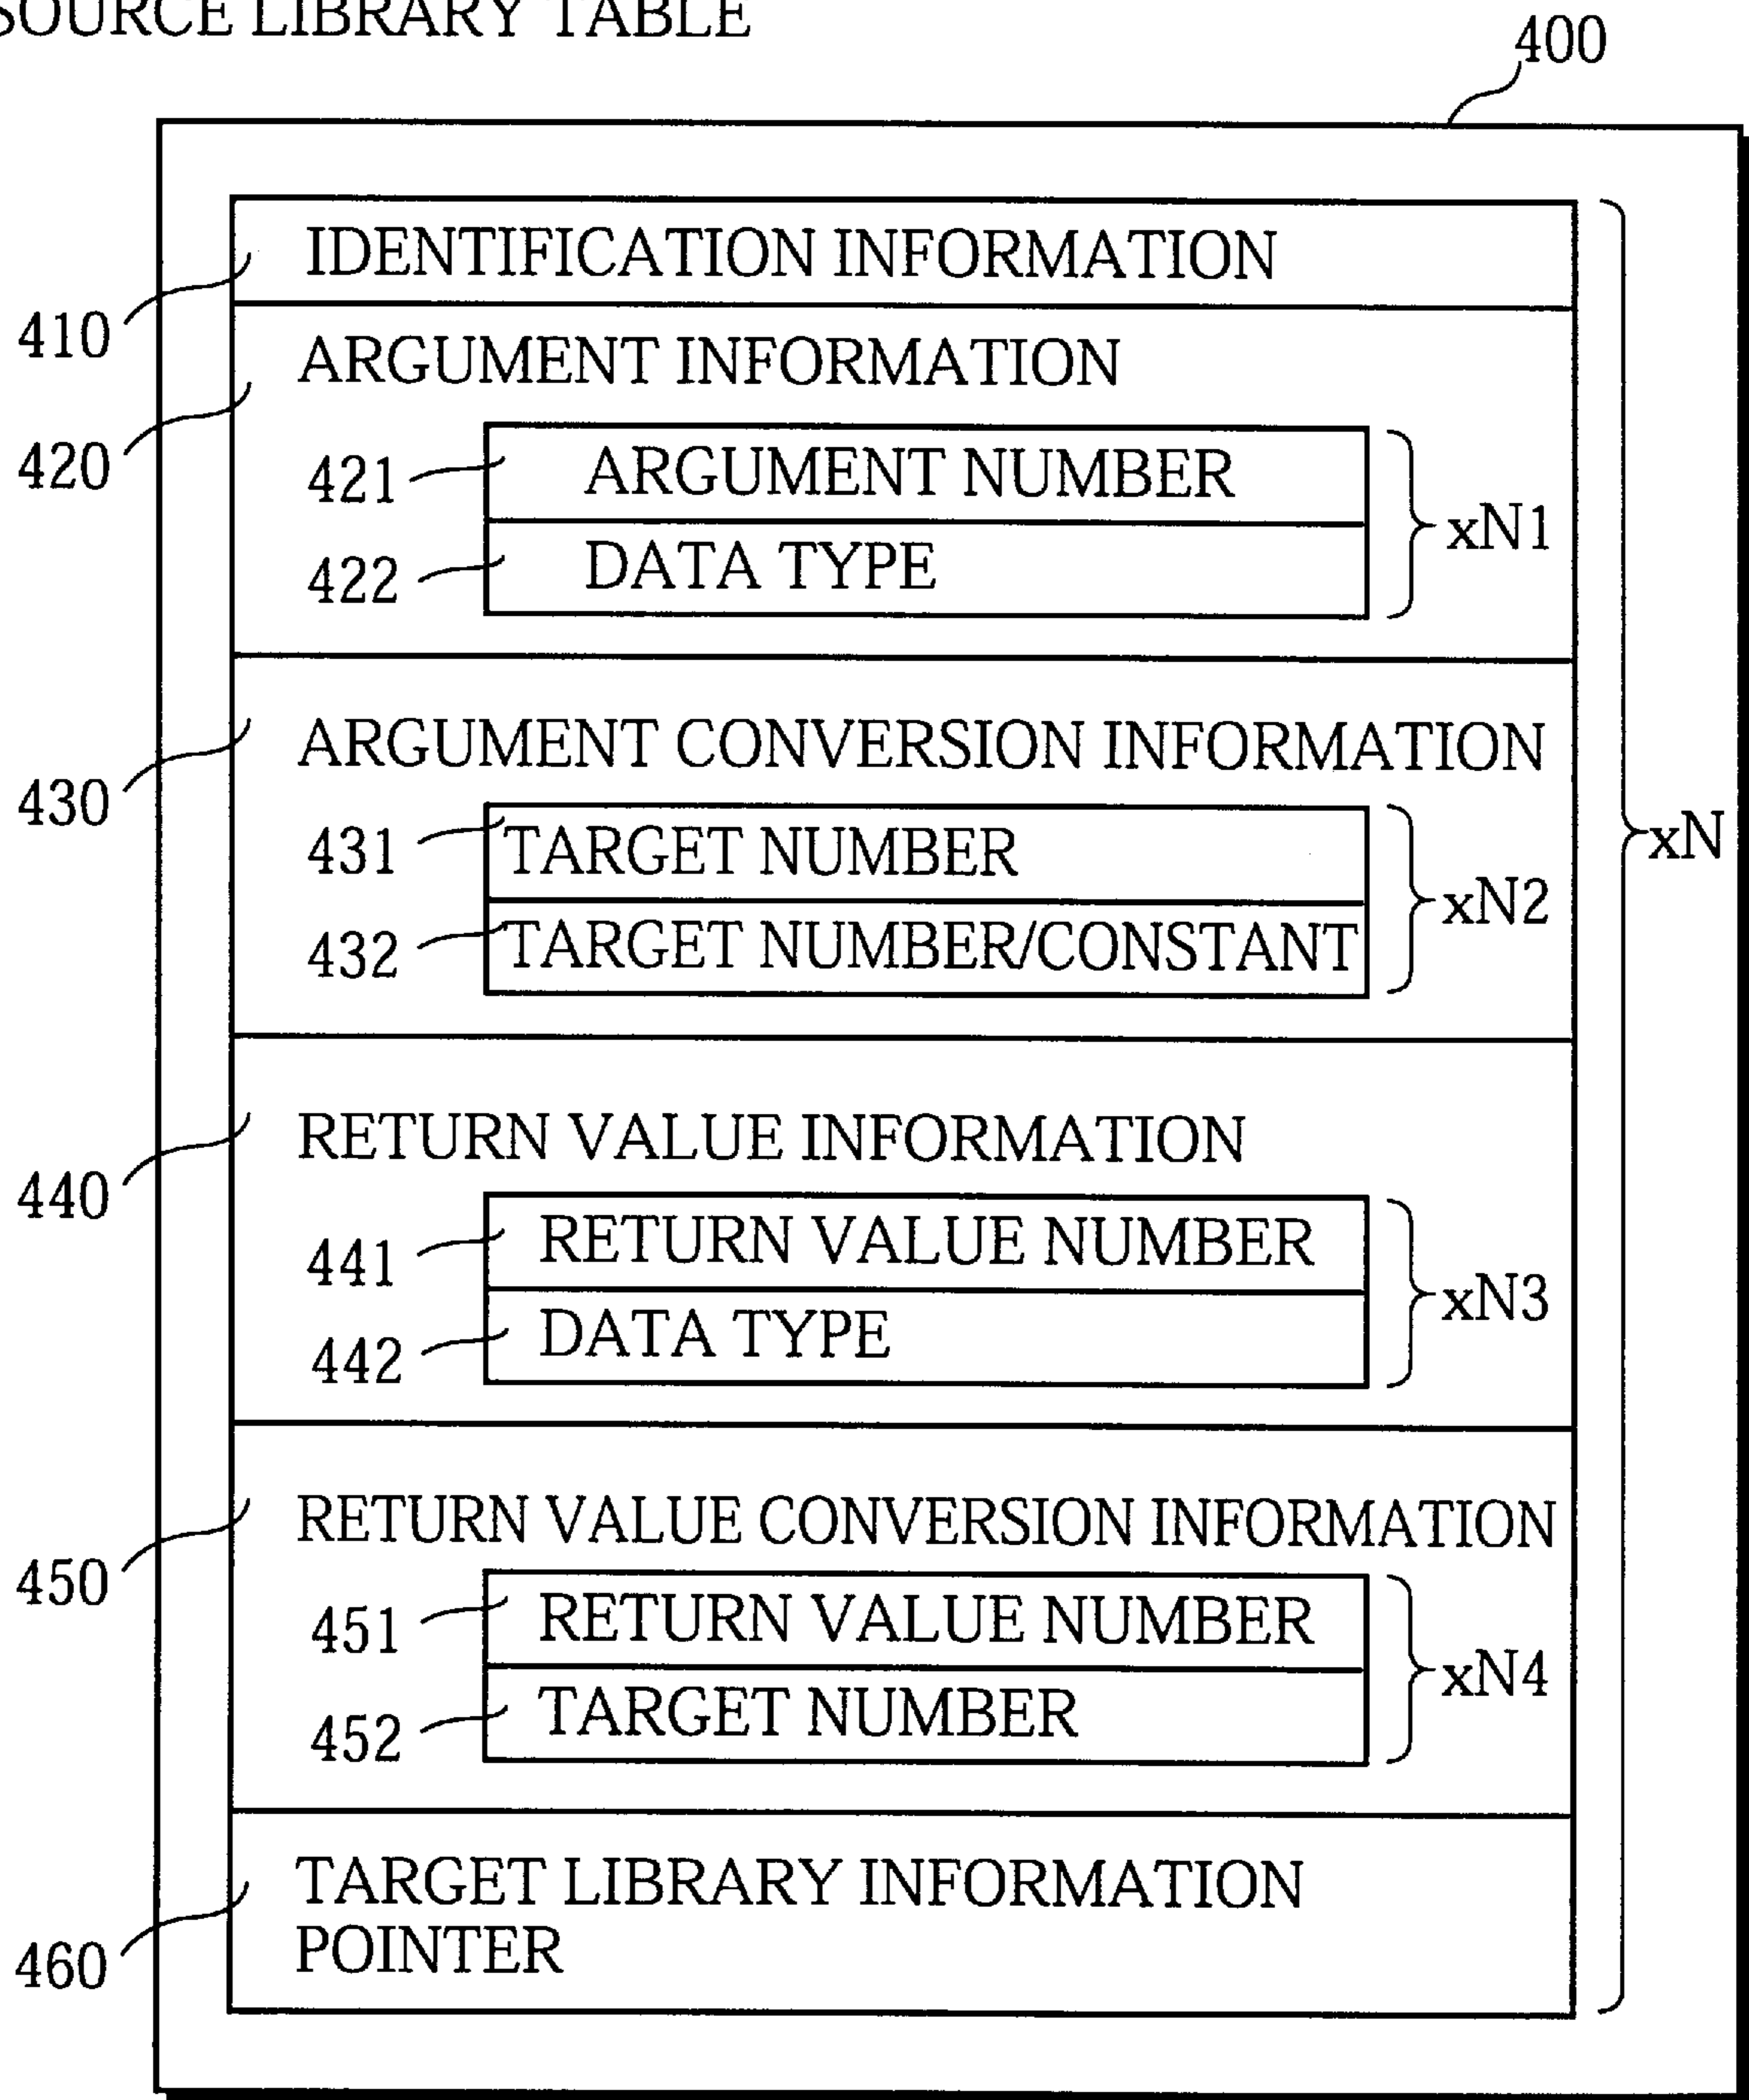 SOURCE LIBRARY TABLE
400
IDENTIFICATION INFORMATION
410
ARGUMENT INFORMATION
420
421
ARGUMENT NUMBER
422
DATA TYPE
xN1
430
ARGUMENT CONVERSION INFORMATION
431
TARGET NUMBER
432
TARGET NUMBER/CONSTANT
xN2
xN
440
RETURN VALUE INFORMATION
441
RETURN VALUE NUMBER
442
DATA TYPE
xN3
450
RETURN VALUE CONVERSION INFORMATION
451
RETURN VALUE NUMBER
452
TARGET NUMBER
xN4
460
TARGET LIBRARY INFORMATION
POINTER